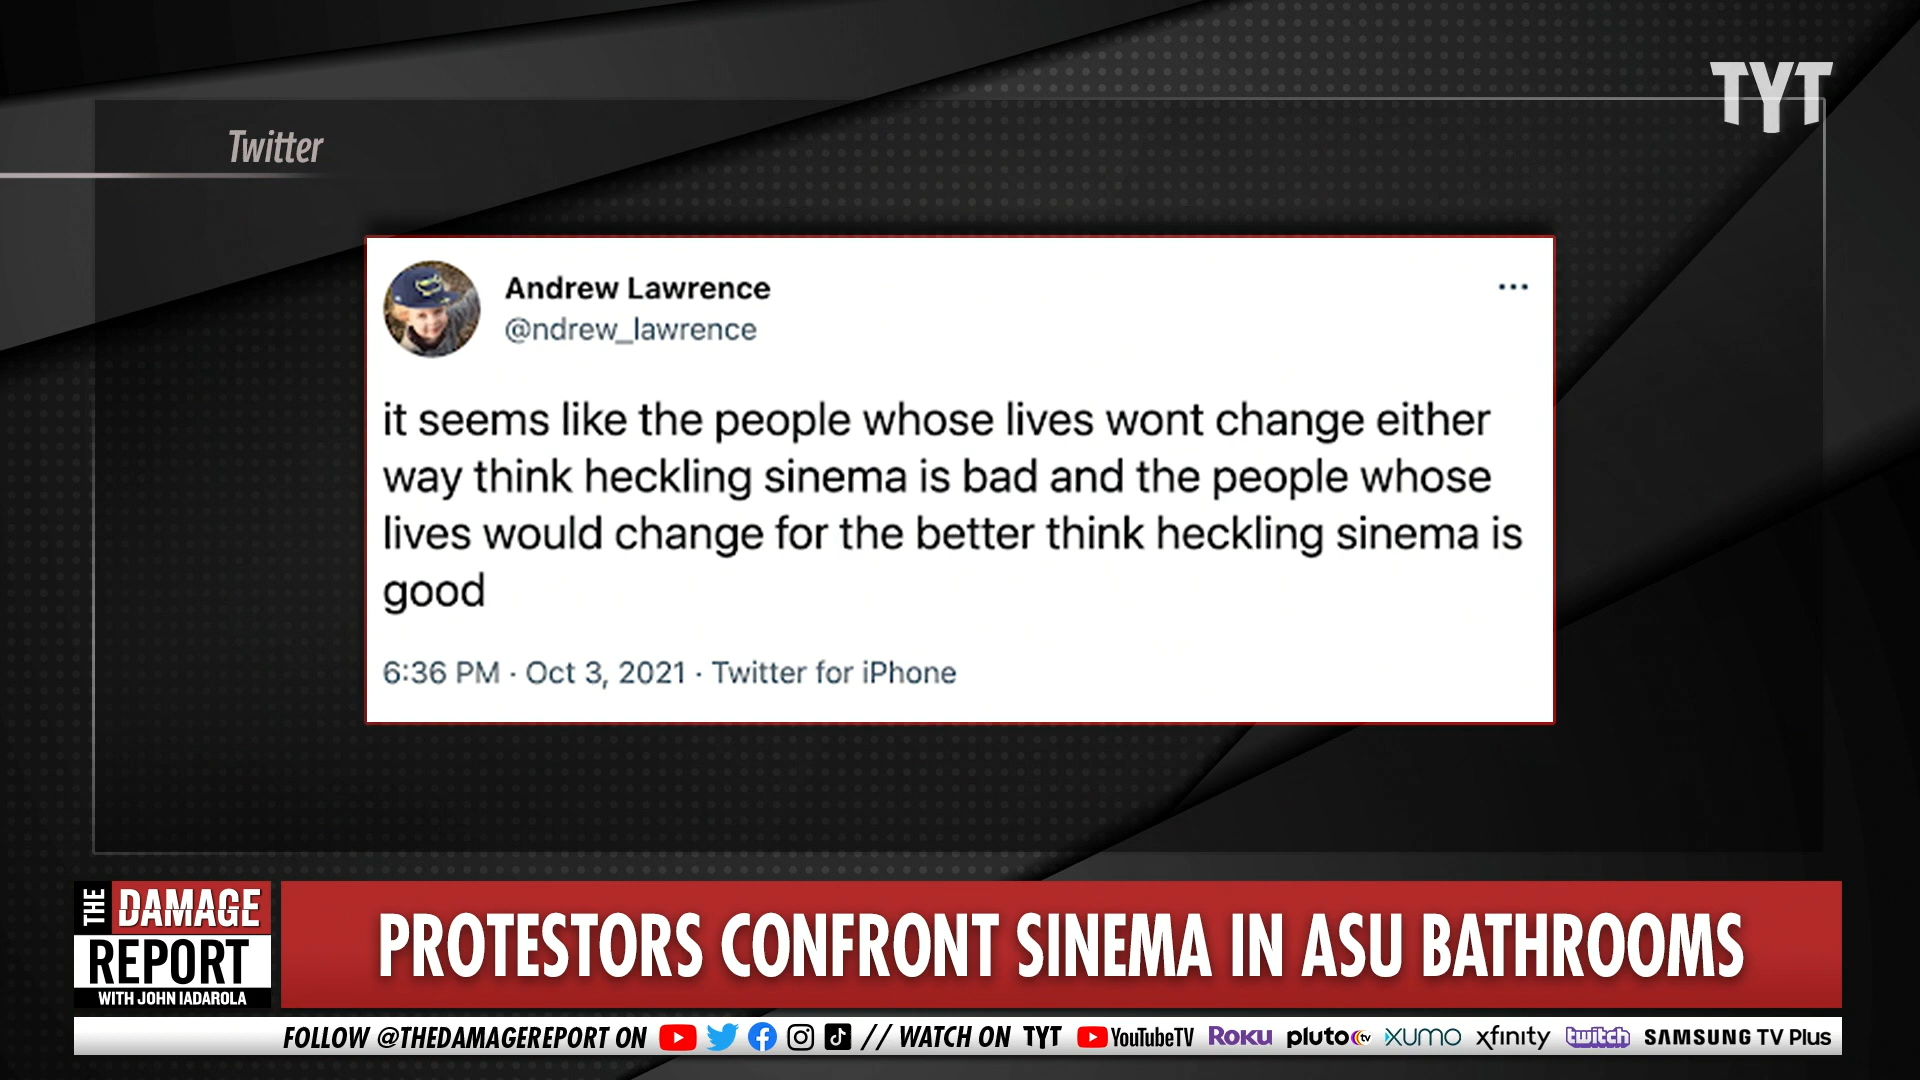 TYT
Twitter
Andrew Lawrence
@ndrew_lawrence
it seems like the people whose lives wont change either
way think heckling sinema is bad and the people whose
lives would change for the better think heckling sinema is
good
6:36 PM · Oct 3, 2021 · Twitter for iPhone
THE DAMAGE
REPORT
WITH JOHN IADAROLA
PROTESTORS CONFRONT SINEMA IN ASU BATHROOMS
FOLLOW @THEDAMAGEREPORT ON // WATCH ON TYT YouTubeTV ROKU pluto tv XUMO xfinity twitch SAMSUNG TV Plus